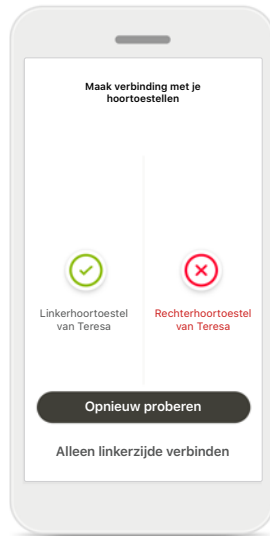 Maak verbinding met je
hoortoestellen
Linkerhoortoestel
van Teresa
Rechterhoortoestel
van Teresa
Opnieuw proberen
Alleen linkerzijde verbinden